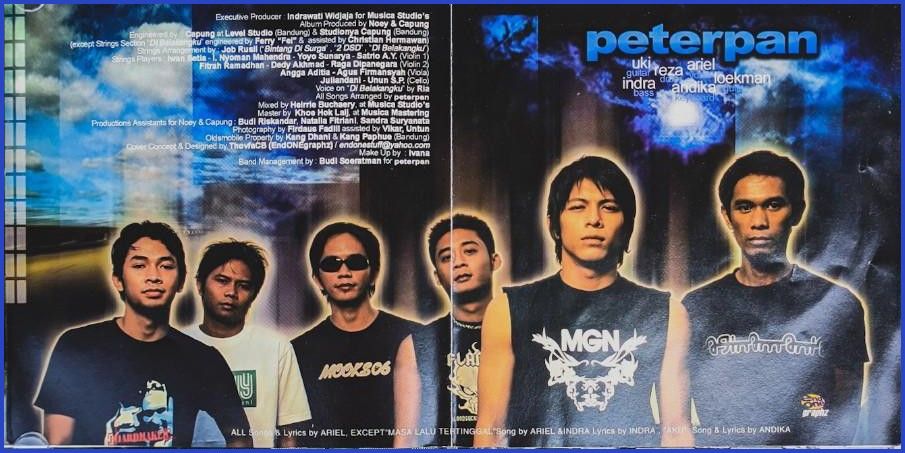 Executive Producer : Indrawati Widjaja for Musica Studio's
Album Produced by Noey & Capung
Engineered by : Capung at Level Studio (Bandung) & Studionya Capung (Bandung)
(except Strings Section "Di Belakangku" engineered by Ferry "Fei" & assisted by Christian Hermawan)
Strings Arrangement by : Job Rusli ("Bintang Di Surga", "2 DSD", "Di Belakangku")
Strings Players : Iwan Setia - I. Nyoman Mahendra - Yoyo Sunarya - Satrio A.Y. (Violin 1)
Fitrah Ramadhan - Dedy Akhmad - Raga Dipanegara (Violin 2)
Angga Aditia - Agus Firmansyah (Viola)
Juliandani - Unun S.P. (Cello)
Voice on "Di Belakangku" by Ria
All Songs Arranged by peterpan
Mixed by Heirrie Buchaery, at Musica Studio's
Master by Khoe Hok Laij, at Musica Mastering
Productions Assistants for Noey & Capung : Budi Riskandar, Natalia Fitriani, Sandra Suryanata
Photography by Firdaus Fadlil assisted by Vikar, Untun
Oldsmobile Property by Kang Dhani & Kang Paphue (Bandung)
Cover Concept & Designed by ThovfaCB (EndONEgraphz) / endonestuff@yahoo.com
Make Up by : Ivana
Band Management by : Budi Soeratman for peterpan
peterpan
uki reza ariel
guitar
indra andika loekman
bass
MOCKS06
MGN
graphz
ALL Songs & Lyrics by ARIEL, EXCEPT "MASA LALU TERTINGGAL" Song by ARIEL &INDRA Lyrics by INDRA , Song & Lyrics by ANDIKA